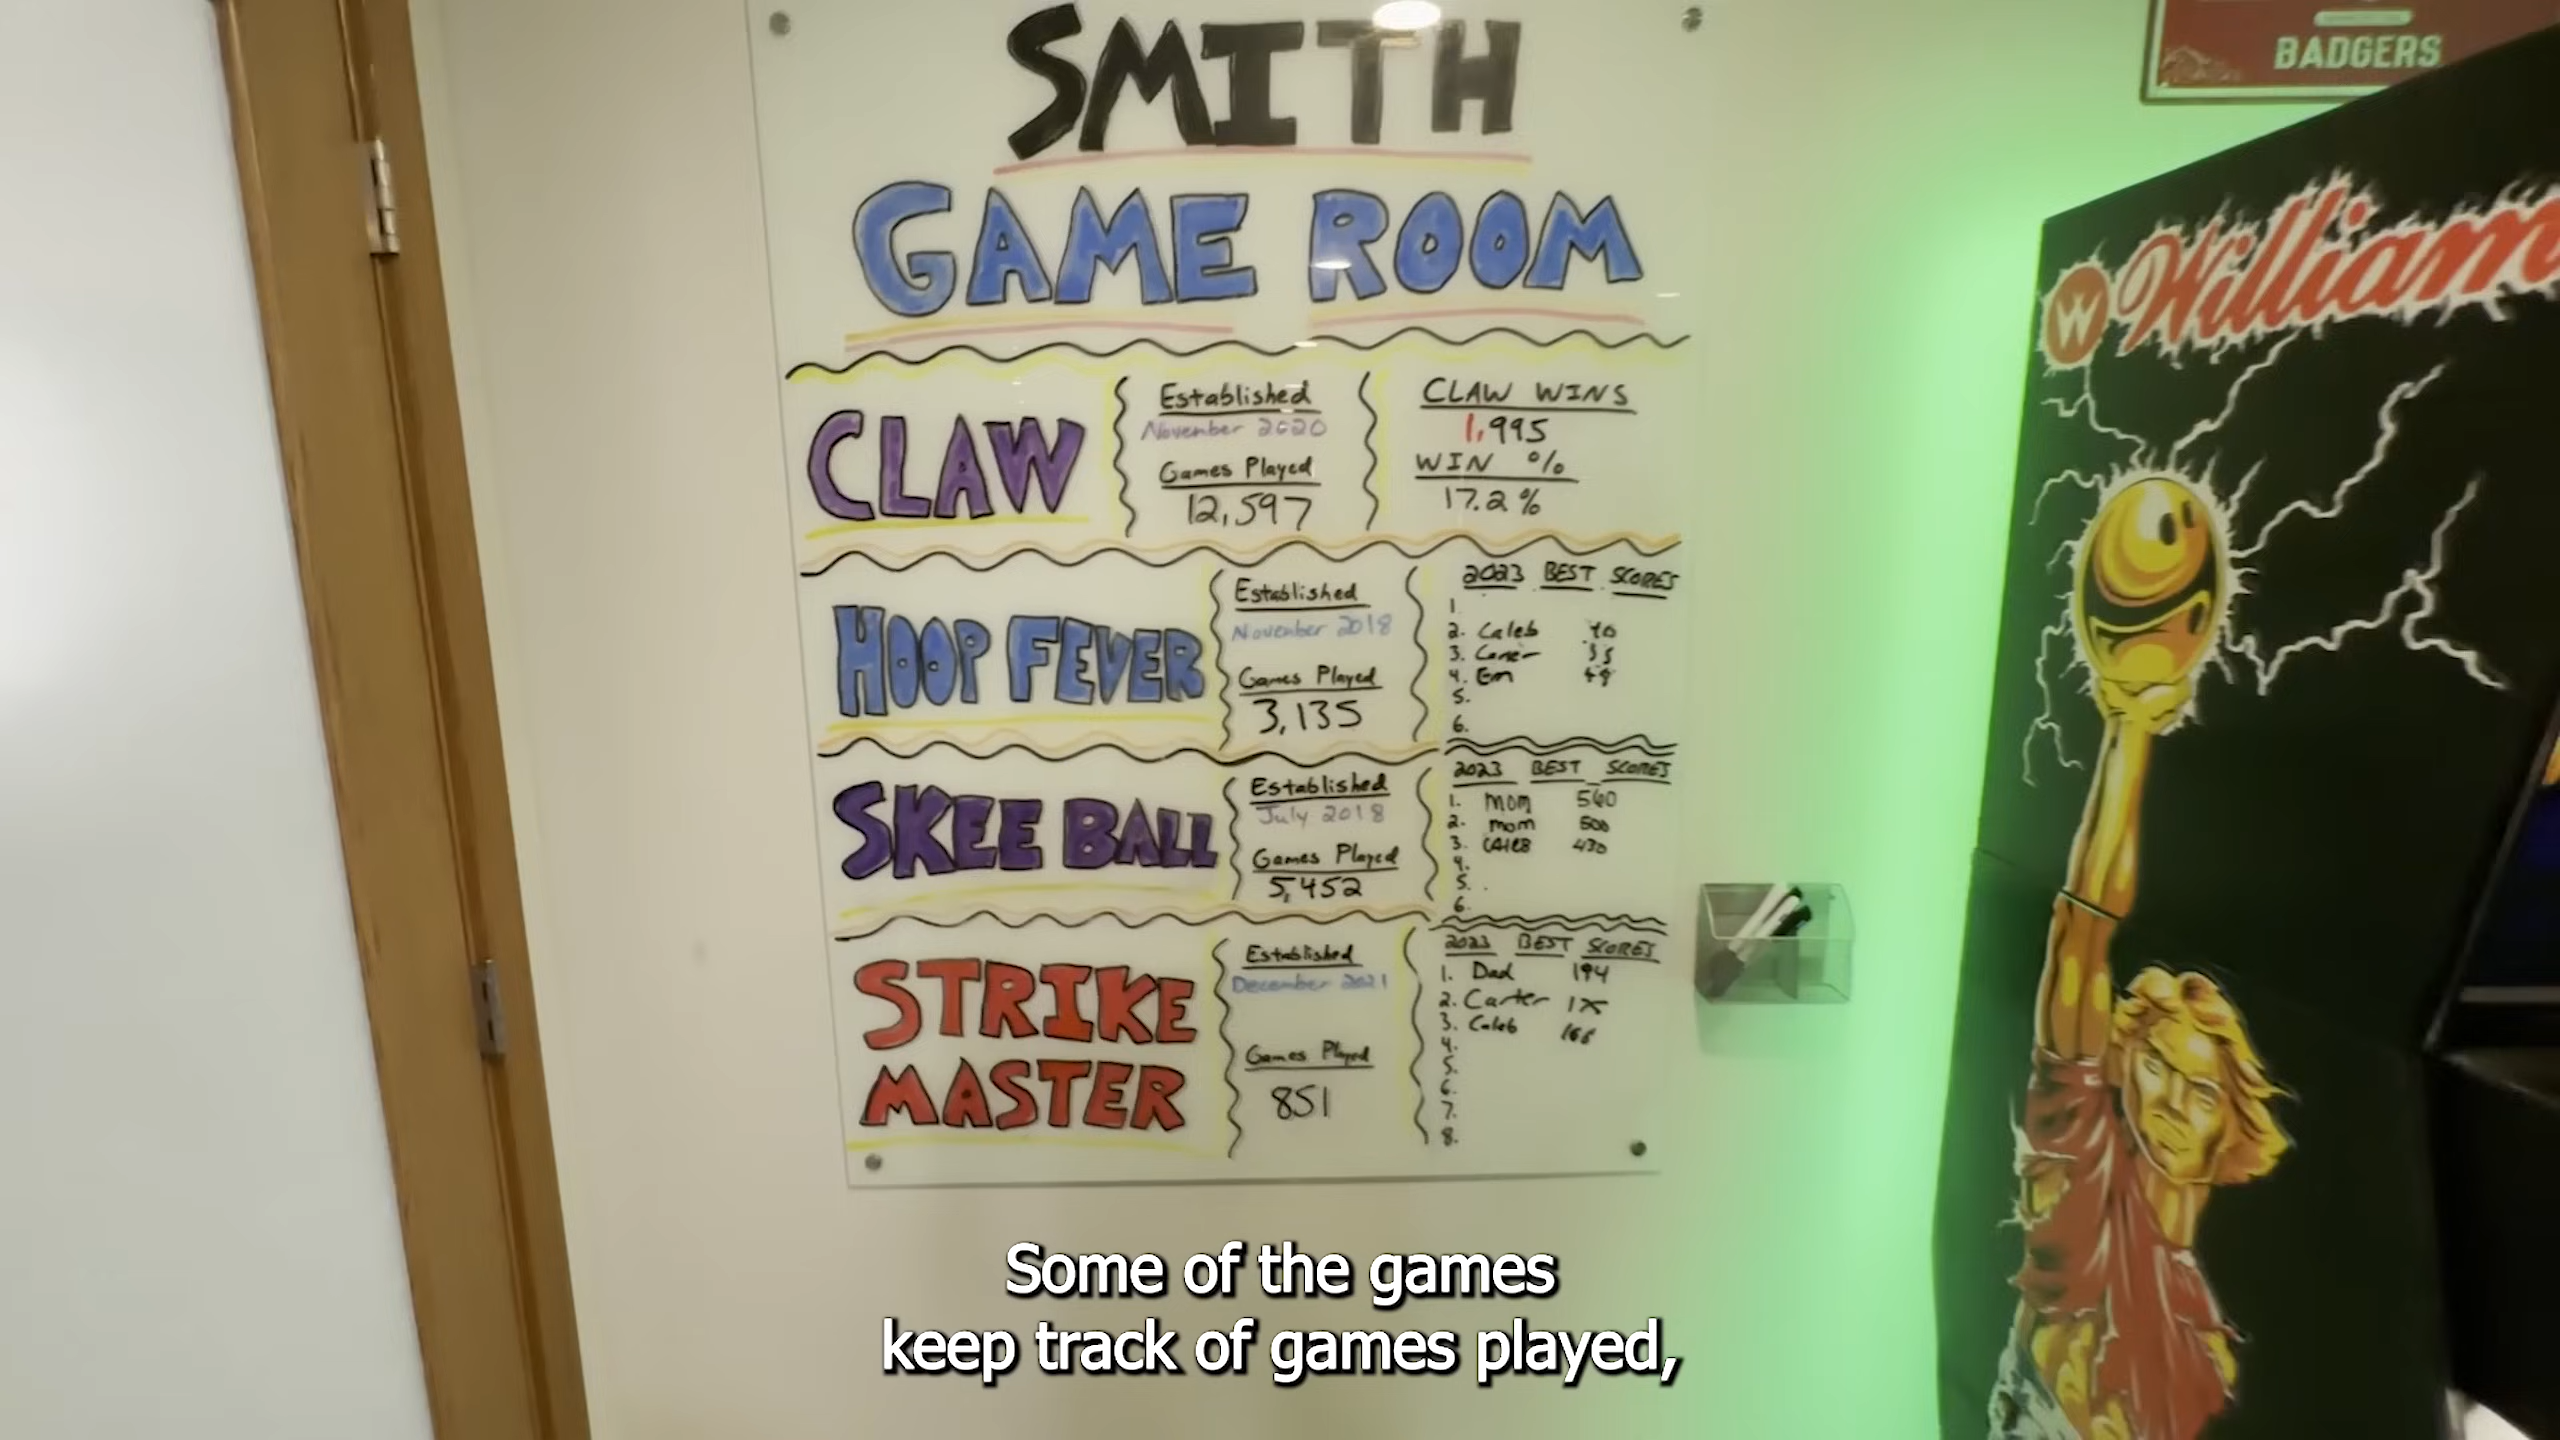 SMITH
GAME ROOM
CLAW
Established
November 2020
Games Played
12,597
CLAW WINS
1,995
WIN %
17.2%
HOOP FEVER
Established
November 2018
Games Played
3,135
2023 BEST SCORES
1.
2. Caleb 40
3.
4. Em
5.
6.
SKEE BALL
Established
July 2018
Games Played
5,452
2023 BEST SCORES
1. Mom 540
2. mom 500
3. CALEB 430
4.
5.
6.
STRIKE
MASTER
Established
December 2021
Games Played
851
2023 BEST SCORES
1. Dad 194
2. Carter
3. Caleb
4.
5.
6.
7.
8.
BADGERS
W William
Some of the games
keep track of games played,